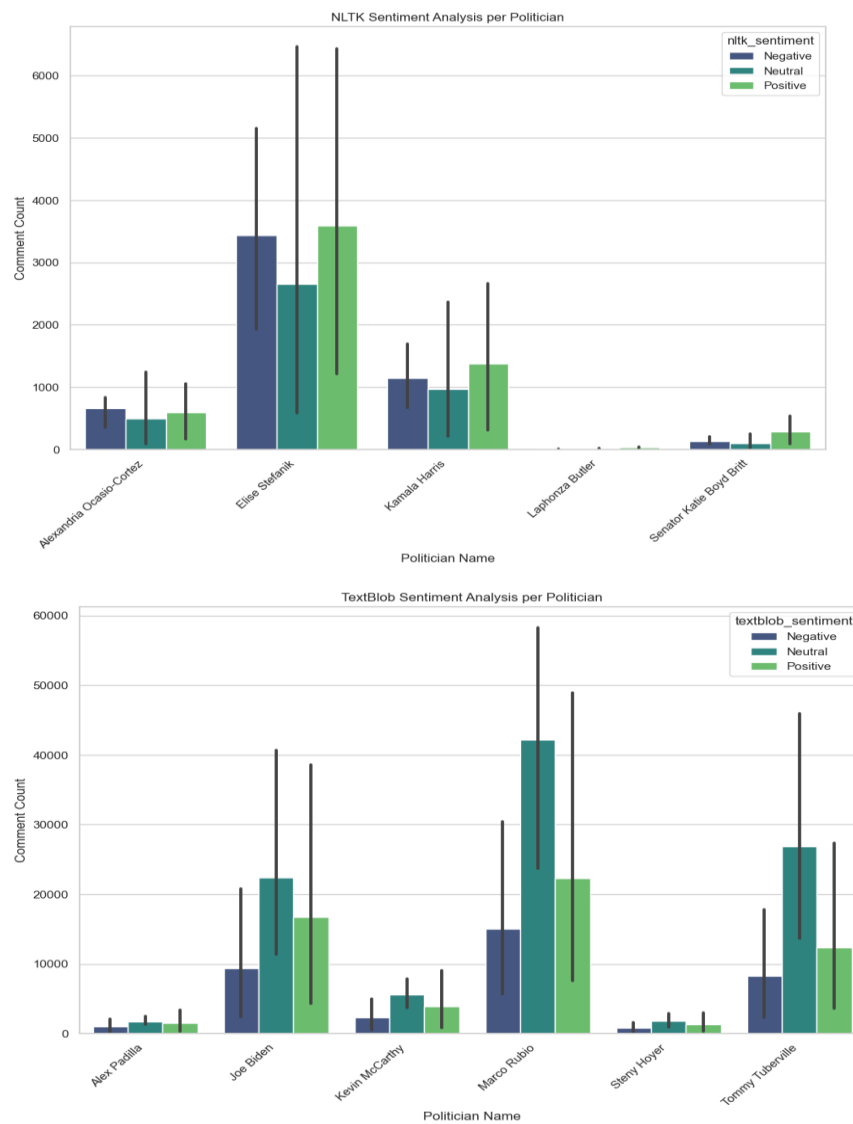 NLTK Sentiment Analysis per Politician
nltk_sentiment
Negative
Neutral
Positive
6000
5000
4000
3000
2000
1000
0
Comment Count
Alexandria Ocasio-Cortez
Elise Stefanik
Kamala Harris
Laphonza Butler
Senator Katie Boyd Britt
Politician Name
TextBlob Sentiment Analysis per Politician
textblob_sentiment
Negative
Neutral
Positive
60000
50000
40000
30000
20000
10000
0
Comment Count
Alex Padilla
Joe Biden
Kevin McCarthy
Marco Rubio
Steny Hoyer
Tommy Tuberville
Politician Name